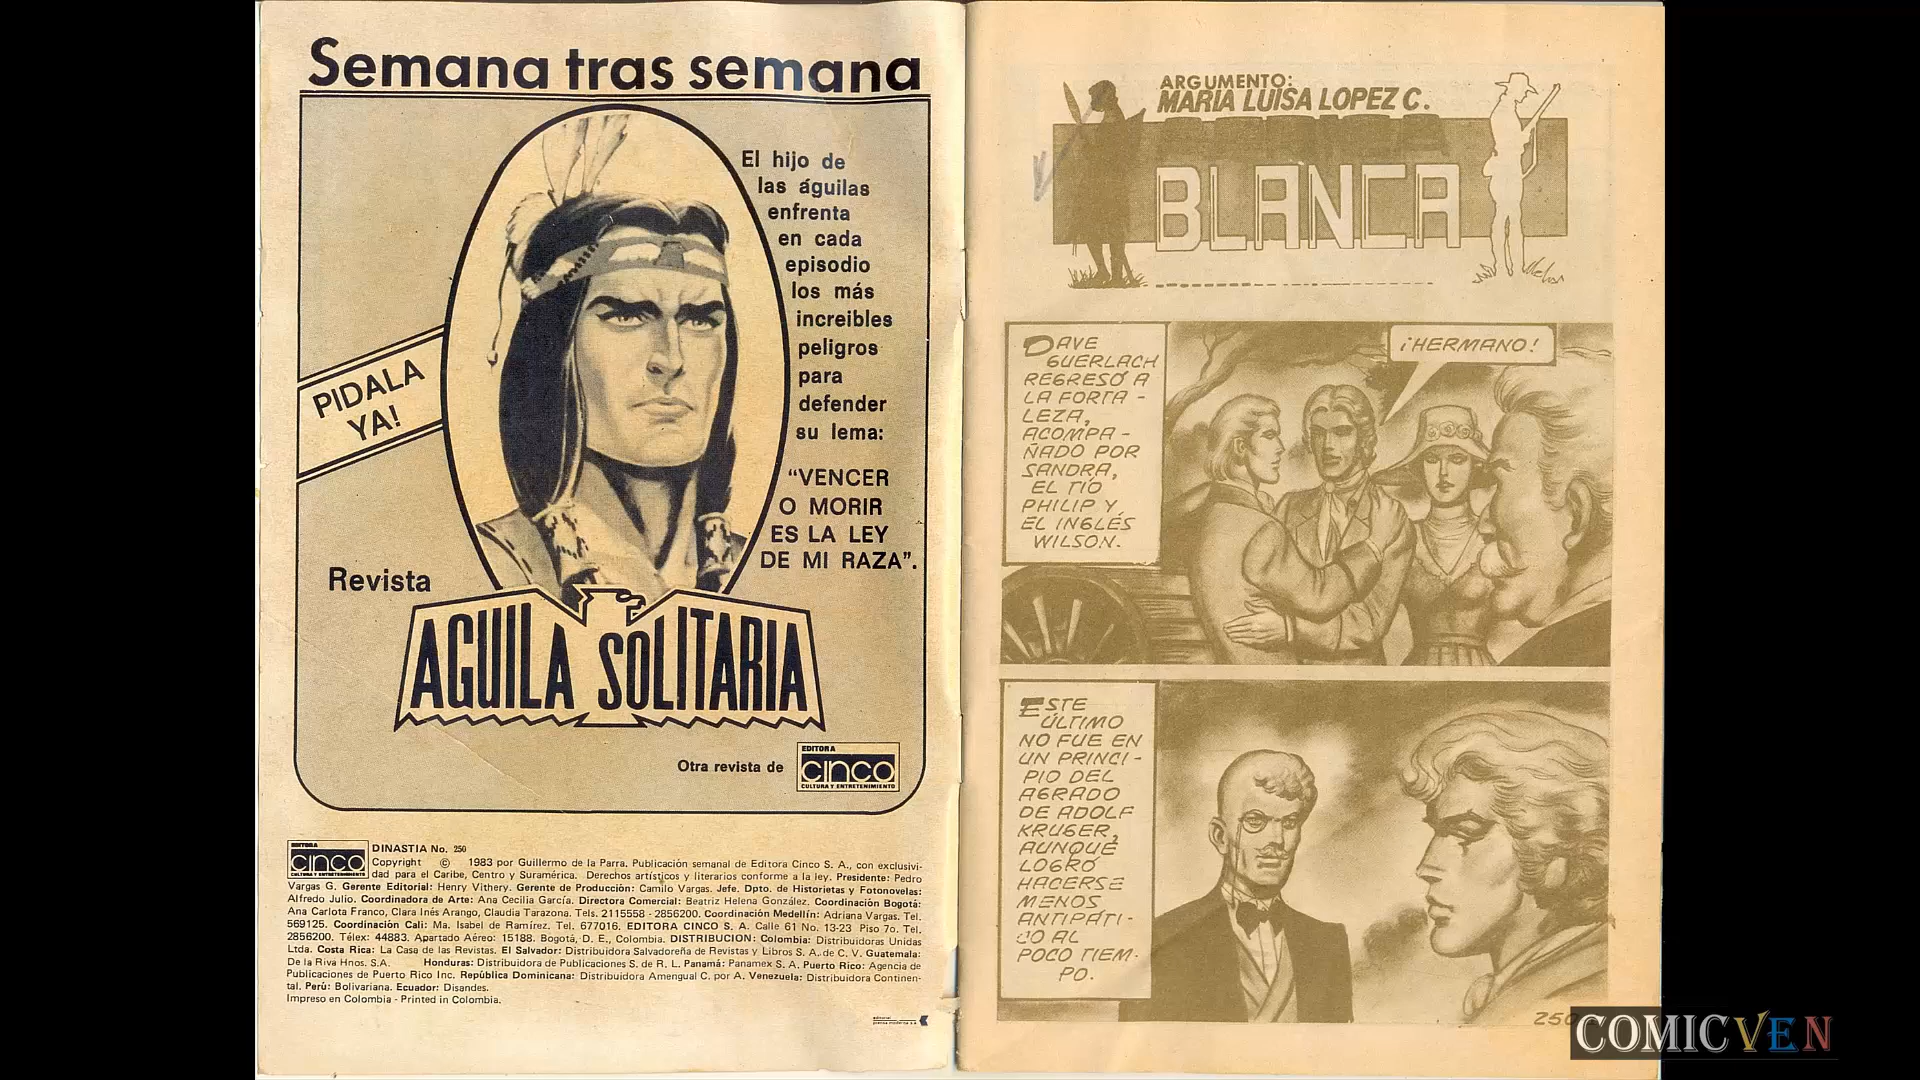 Semana tras semana
El hijo de
las águilas
enfrenta
en cada
episodio
los más
increibles
peligros
para
defender
su lema:
"VENCER
O MORIR
ES LA LEY
DE MI RAZA".
PIDALA
YA!
Revista
AGUILA SOLITARIA
Otra revista de
EDITORA
CINCO
CULTURA Y ENTRETENIMIENTO
EDITORA
CINCO
CULTURA Y ENTRETENIMIENTO
DINASTIA No. 250
Copyright © 1983 por Guillermo de la Parra. Publicación semanal de Editora Cinco S. A., con exclusivi-
dad para el Caribe, Centro y Suramérica. Derechos artísticos y literarios conforme a la ley. Presidente: Pedro
Vargas G. Gerente Editorial: Henry Vithery. Gerente de Producción: Camilo Vargas. Jefe. Dpto. de Historietas y Fotonovelas:
Alfredo Julio. Coordinadora de Arte: Ana Cecilia García. Directora Comercial: Beatriz Helena González. Coordinación Bogotá:
Ana Carlota Franco, Clara Inés Arango, Claudia Tarazona. Tels. 2115558 - 2856200. Coordinación Medellín: Adriana Vargas. Tel.
569125. Coordinación Cali: Ma. Isabel de Ramírez. Tel. 677016. EDITORA CINCO S. A. Calle 61 No. 13-23 Piso 7o. Tel.
2856200. Télex: 44883. Apartado Aéreo: 15188. Bogotá, D. E., Colombia. DISTRIBUCION: Colombia: Distribuidoras Unidas
Ltda. Costa Rica: La Casa de las Revistas. El Salvador: Distribuidora Salvadoreña de Revistas y Libros S. A. de C. V. Guatemala:
De la Riva Hnos. S.A. Honduras: Distribuidora de Publicaciones S. de R. L. Panamá: Panamex S. A. Puerto Rico: Agencia de
Publicaciones de Puerto Rico Inc. República Dominicana: Distribuidora Amengual C. por A. Venezuela: Distribuidora Continen-
tal. Perú: Bolivariana. Ecuador: Disandes.
Impreso en Colombia - Printed in Colombia.
ARGUMENTO:
MARIA LUISA LOPEZ C.
BLANCA
DAVE
GUERLACH
REGRESÓ A
LA FORTA-
LEZA,
ACOMPA-
ÑADO POR
SANDRA,
EL TÍO
PHILIP Y
EL INGLÉS
WILSON.
¡HERMANO!
ESTE
ÚLTIMO
NO FUE EN
UN PRINCI-
PIO DEL
AGRADO
DE ADOLF
KRUGER,
AUNQUE
LOGRÓ
HACERSE
MENOS
ANTIPÁTI-
CO AL
POCO TIEM-
PO.
250
COMICVEN